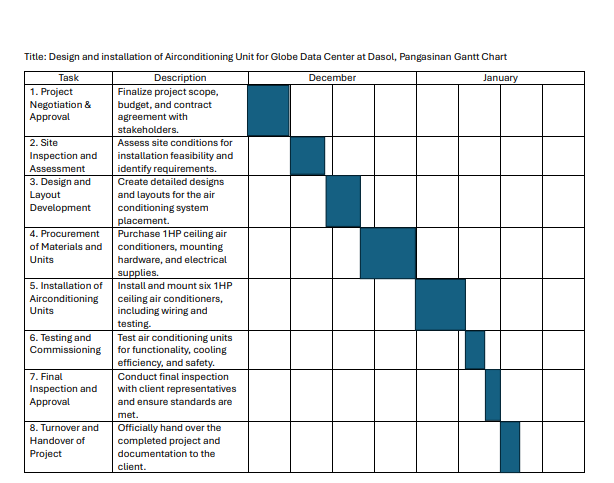 Title: Design and installation of Airconditioning Unit for Globe Data Center at Dasol, Pangasinan Gantt Chart
Task Description December January
1. Project
Negotiation &
Approval
Finalize project scope,
budget, and contract
agreement with
stakeholders.
2. Site
Inspection and
Assessment
Assess site conditions for
installation feasibility and
identify requirements.
3. Design and
Layout
Development
Create detailed designs
and layouts for the air
conditioning system
placement.
4. Procurement
of Materials and
Units
Purchase 1HP ceiling air
conditioners, mounting
hardware, and electrical
supplies.
5. Installation of
Airconditioning
Units
Install and mount six 1HP
ceiling air conditioners,
including wiring and
testing.
6. Testing and
Commissioning
Test air conditioning units
for functionality, cooling
efficiency, and safety.
7. Final
Inspection and
Approval
Conduct final inspection
with client representatives
and ensure standards are
met.
8. Turnover and
Handover of
Project
Officially hand over the
completed project and
documentation to the
client.